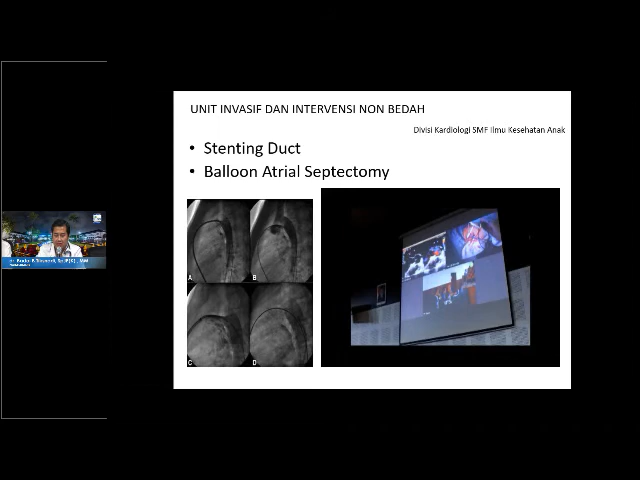 UNIT INVASIF DAN INTERVENSI NON BEDAH
Divisi Kardiologi SMF Ilmu Kesehatan Anak
• Stenting Duct
• Balloon Atrial Septectomy
A
B
C
D